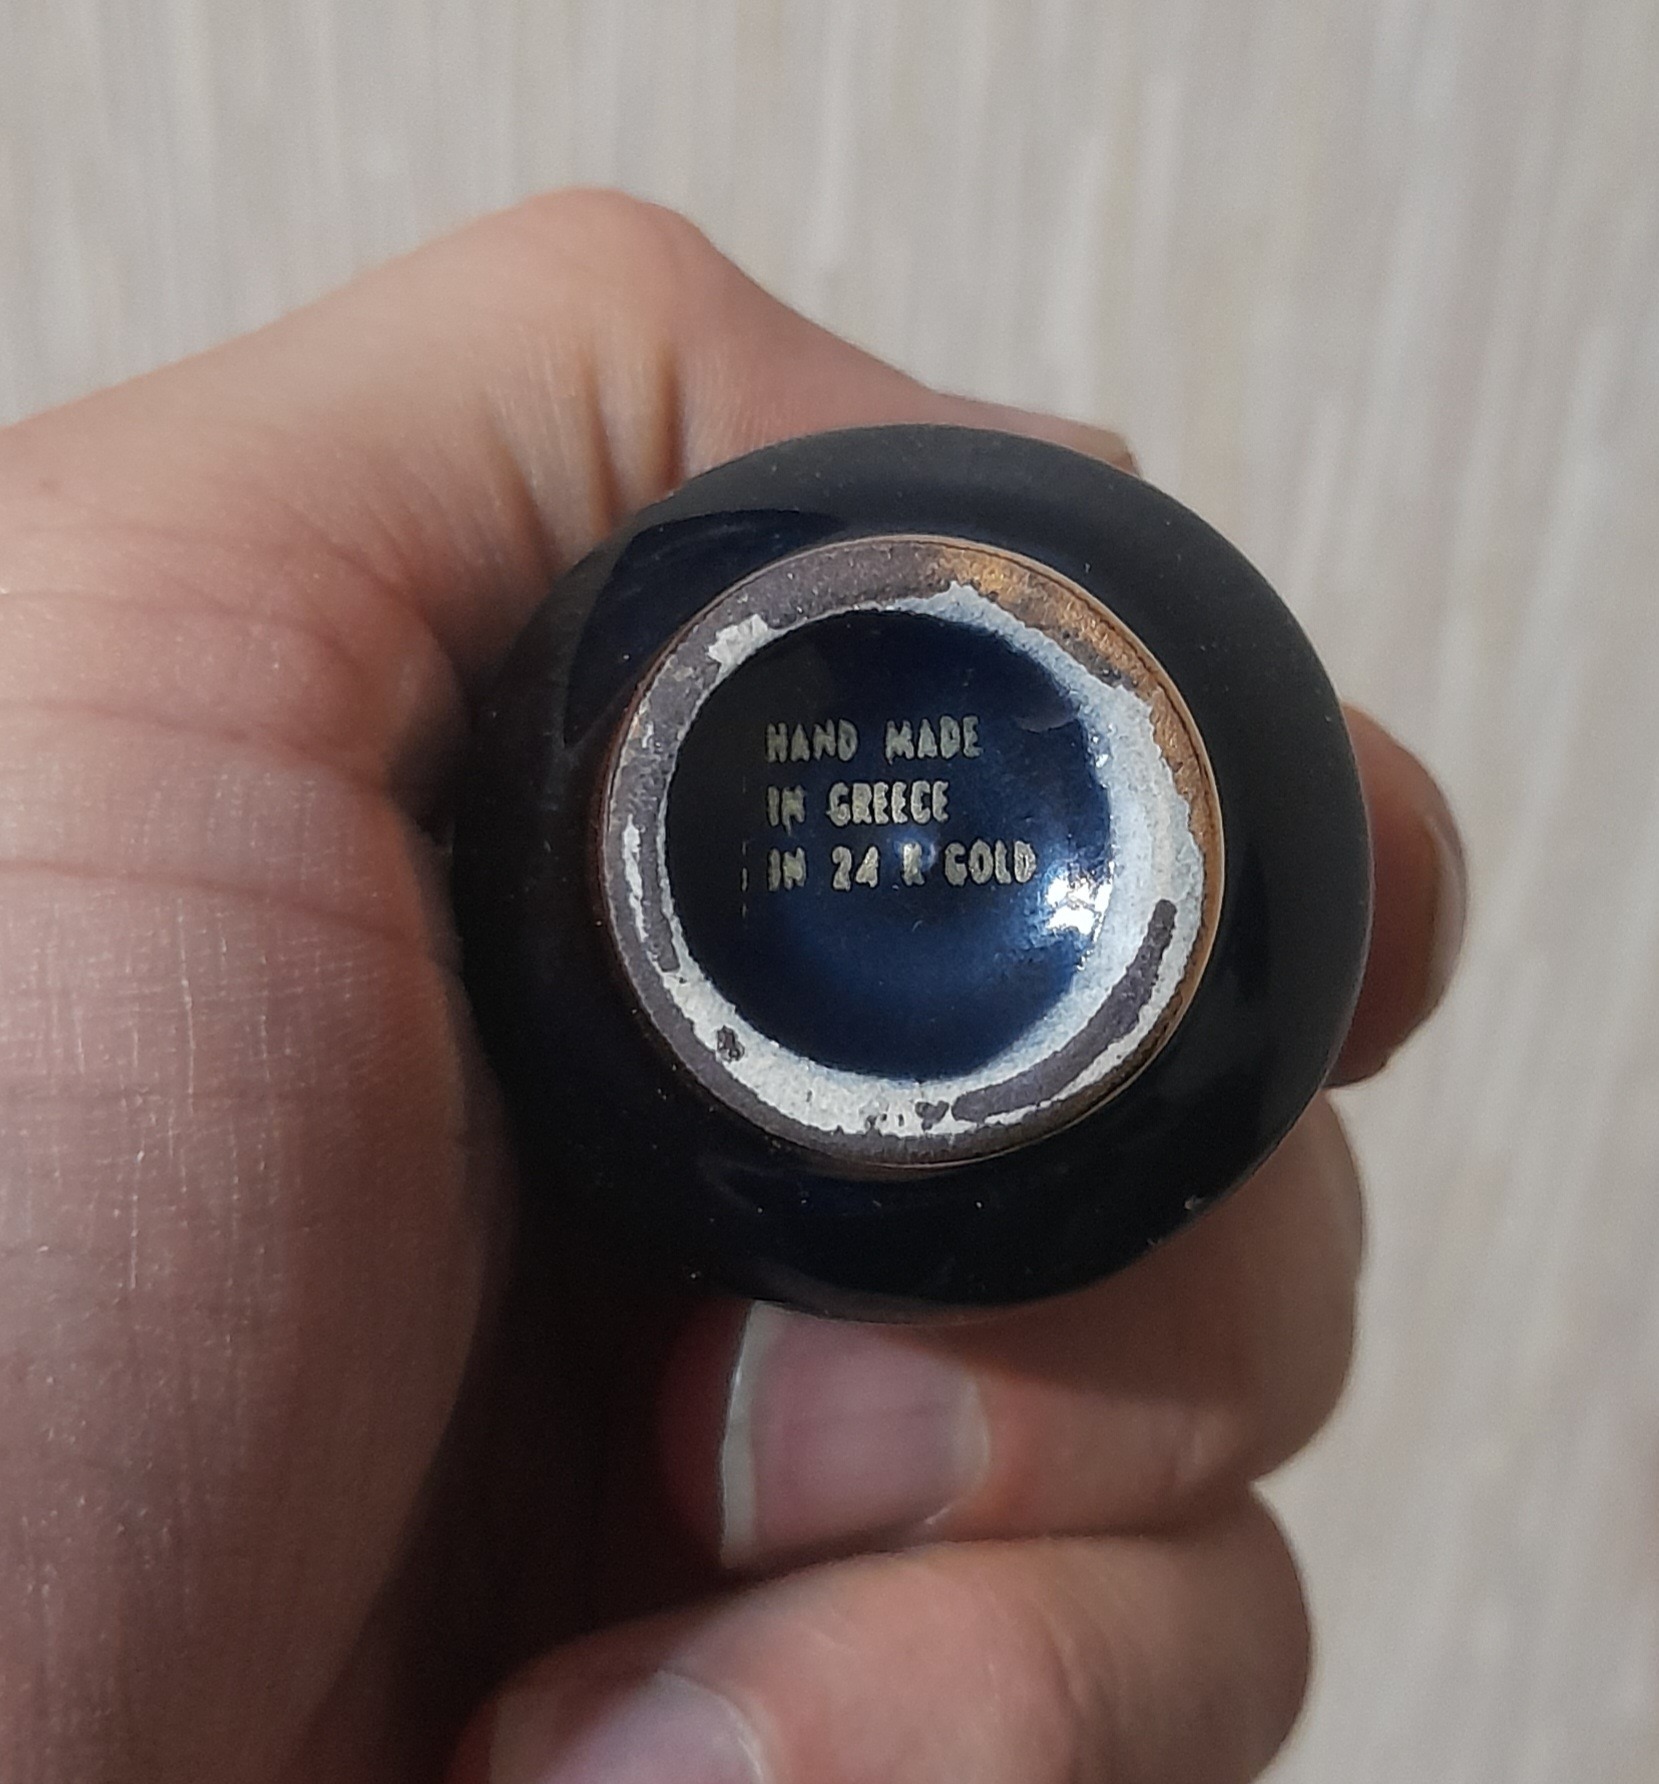 HAND MADE
IN GREECE
IN 24 K GOLD